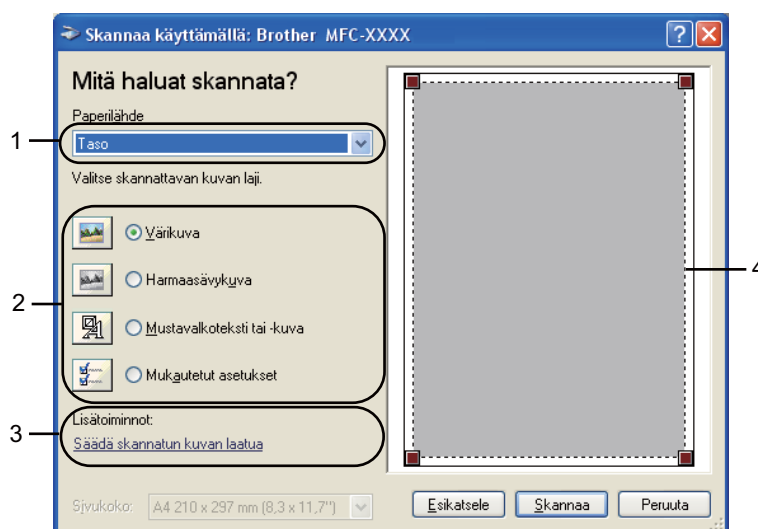 Skannaa käyttämällä: Brother MFC-XXXX
Mitä haluat skannata?
Paperilähde
1
Taso
Valitse skannattavan kuvan laji.
Värikuva
Harmaasävykuva
2
Mustavalkoteksti tai -kuva
Mukautetut asetukset
4
3
Lisätoiminnot:
Säädä skannatun kuvan laatua
Sivukoko: A4 210 x 297 mm (8,3 x 11,7")
Esikatsele Skannaa Peruuta